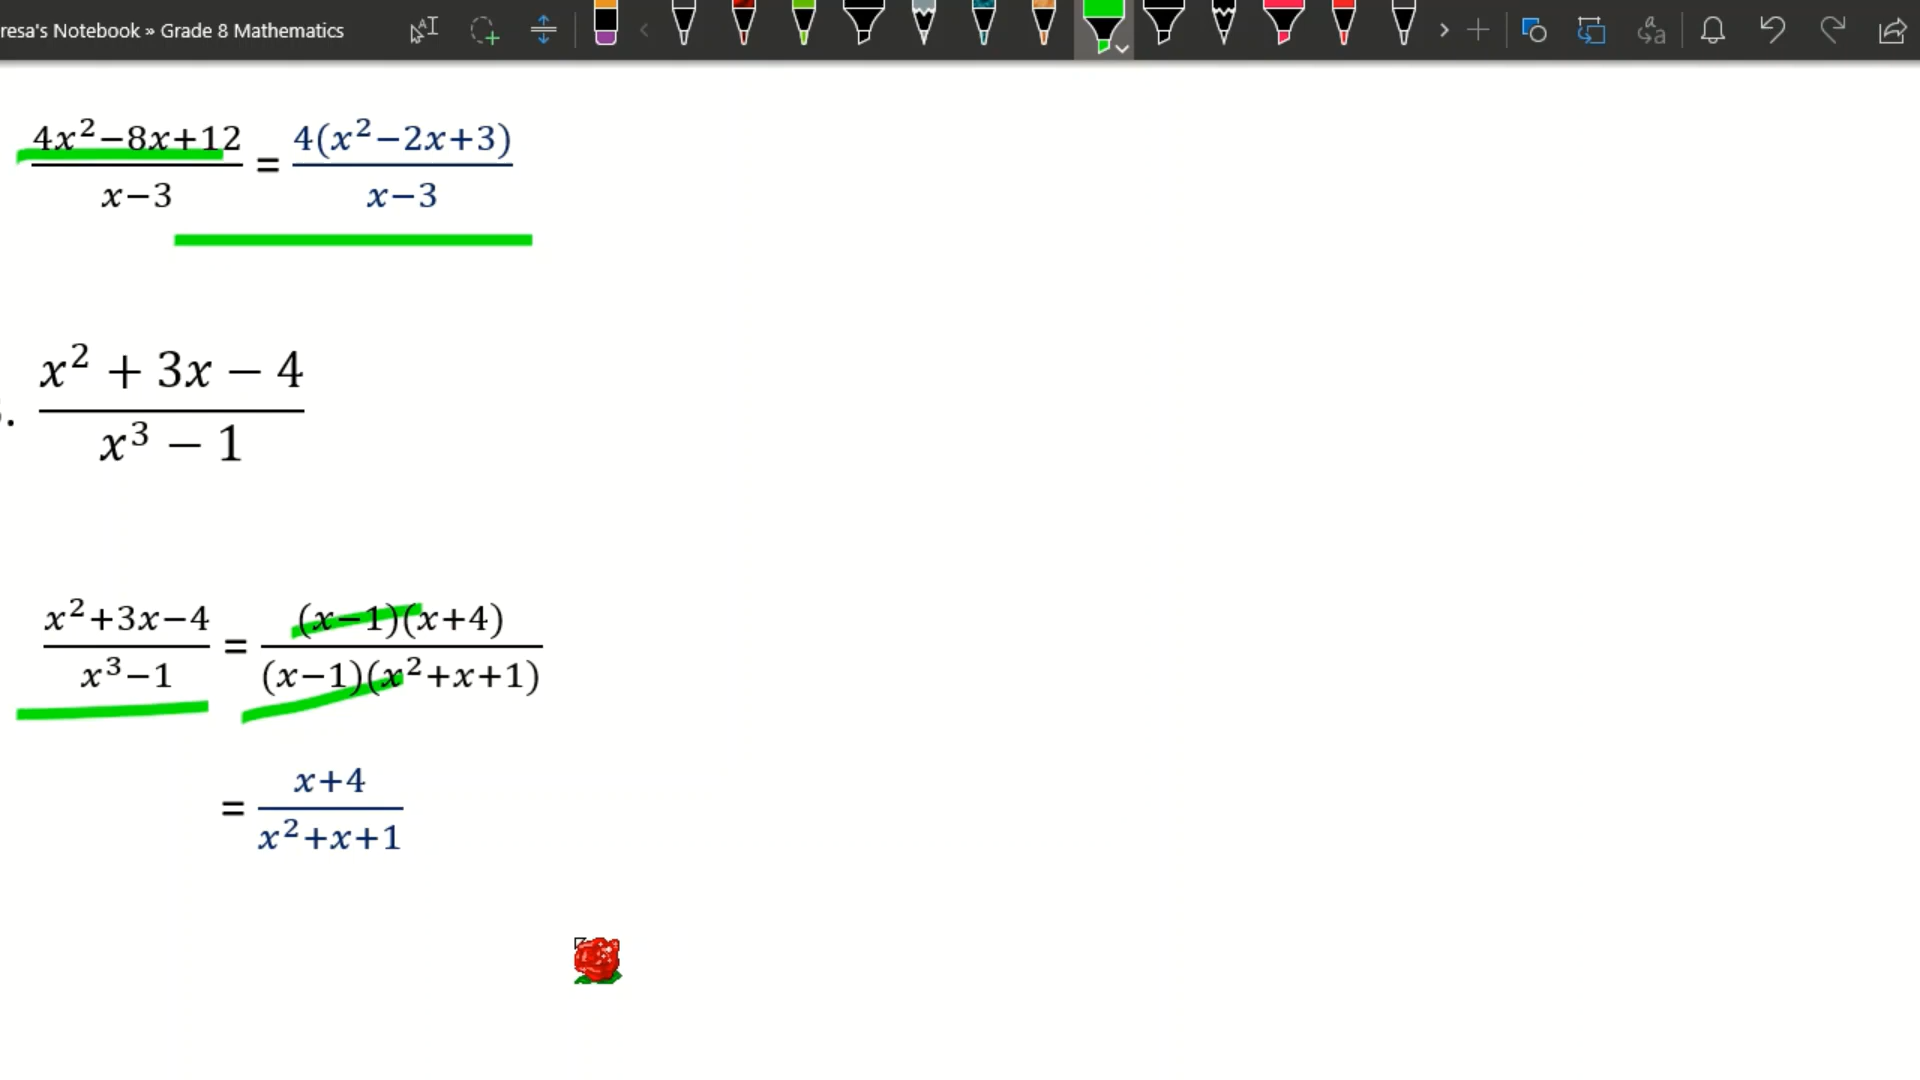 resa's Notebook » Grade 8 Mathematics
4x²−8x+12 / x−3 = 4(x²−2x+3) / x−3
. x² + 3x − 4 / x³ − 1
x²+3x−4 / x³−1 = (x−1)(x+4) / (x−1)(x²+x+1)
= x+4 / x²+x+1